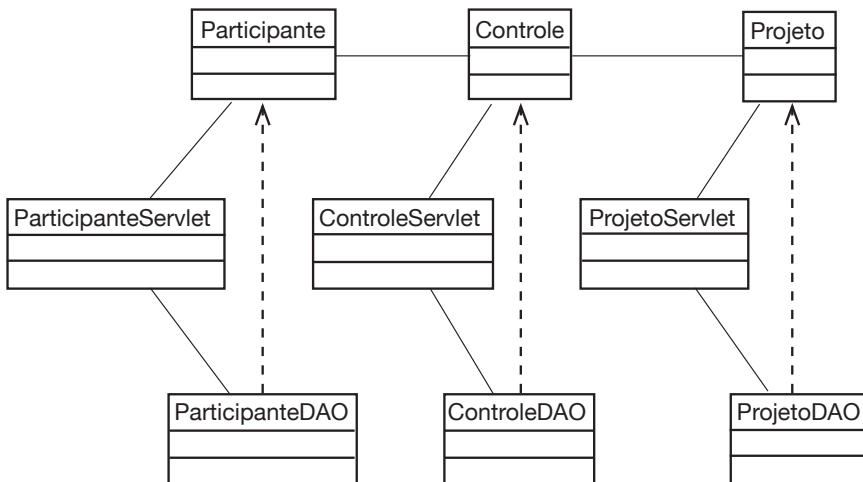 Participante
Controle
Projeto
ParticipanteServlet
ControleServlet
ProjetoServlet
ParticipanteDAO
ControleDAO
ProjetoDAO